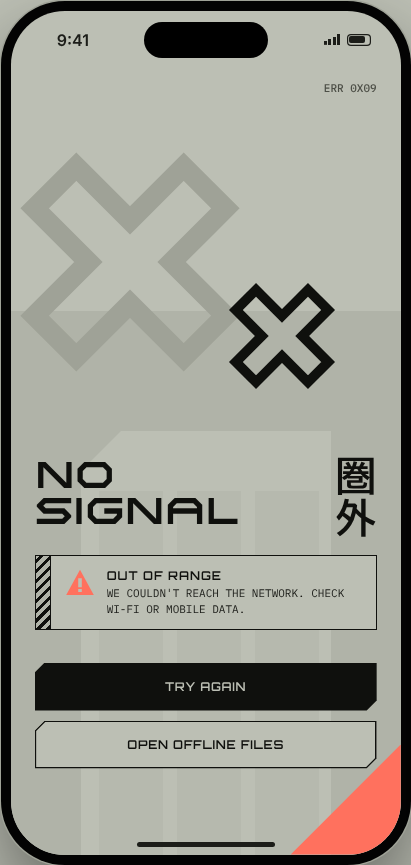 9:41
ERR 0X09
NO
SIGNAL
圏外
OUT OF RANGE
WE COULDN'T REACH THE NETWORK. CHECK
WI-FI OR MOBILE DATA.
TRY AGAIN
OPEN OFFLINE FILES